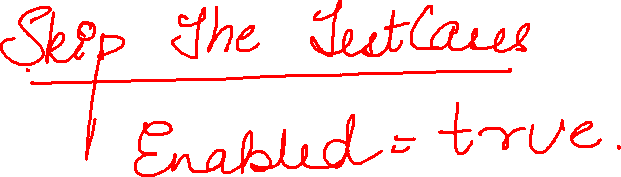 Skip The TestCases
Enabled = true.